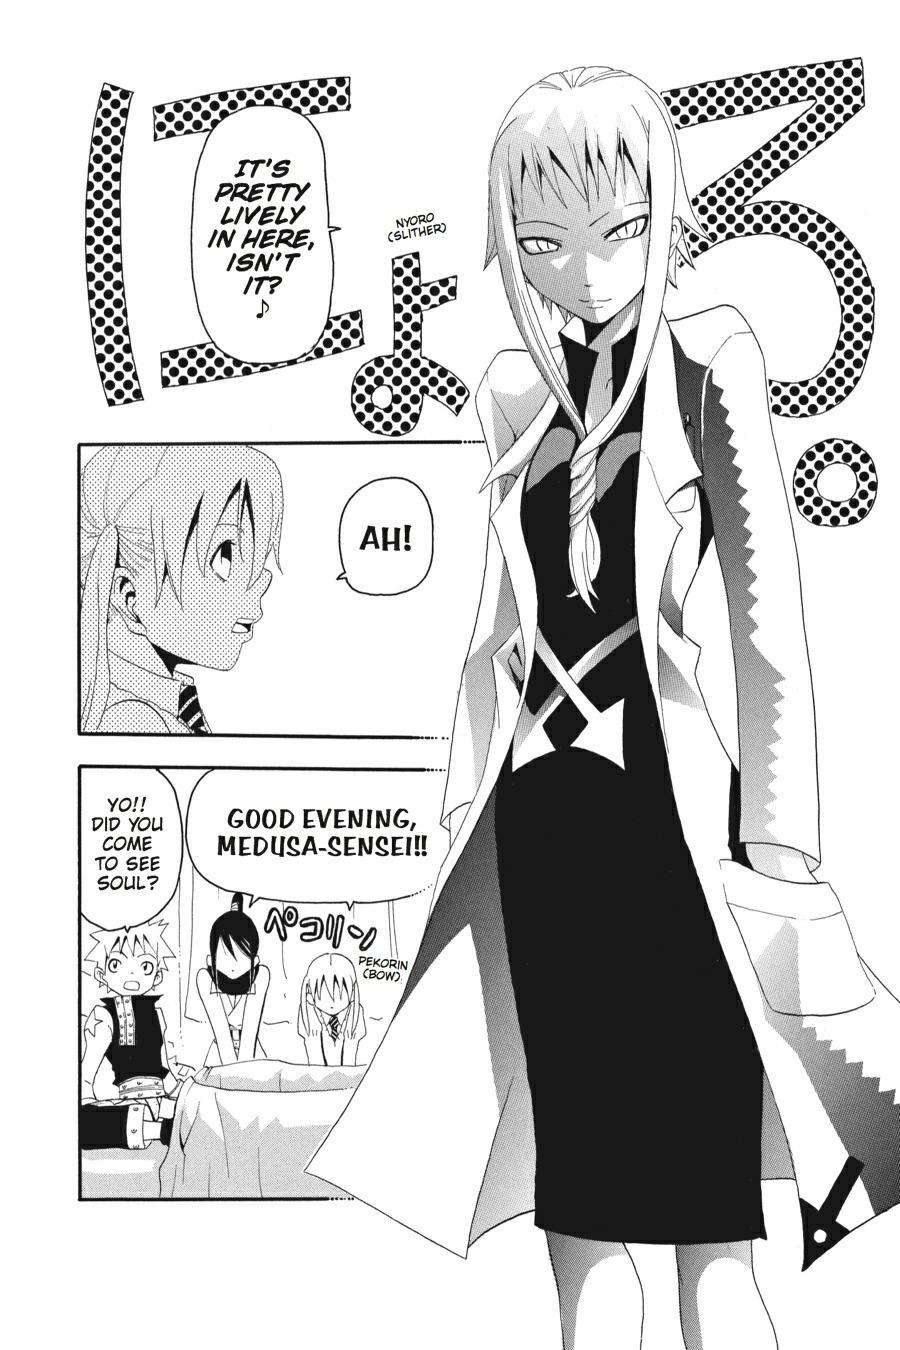 にょろ。
IT'S
PRETTY
LIVELY
IN HERE,
ISN'T
IT?
♪
NYORO
(SLITHER)
AH!
YO!!
DID YOU
COME
TO SEE
SOUL?
GOOD EVENING,
MEDUSA-SENSEI!!
ペコリン
PEKORIN
(BOW)